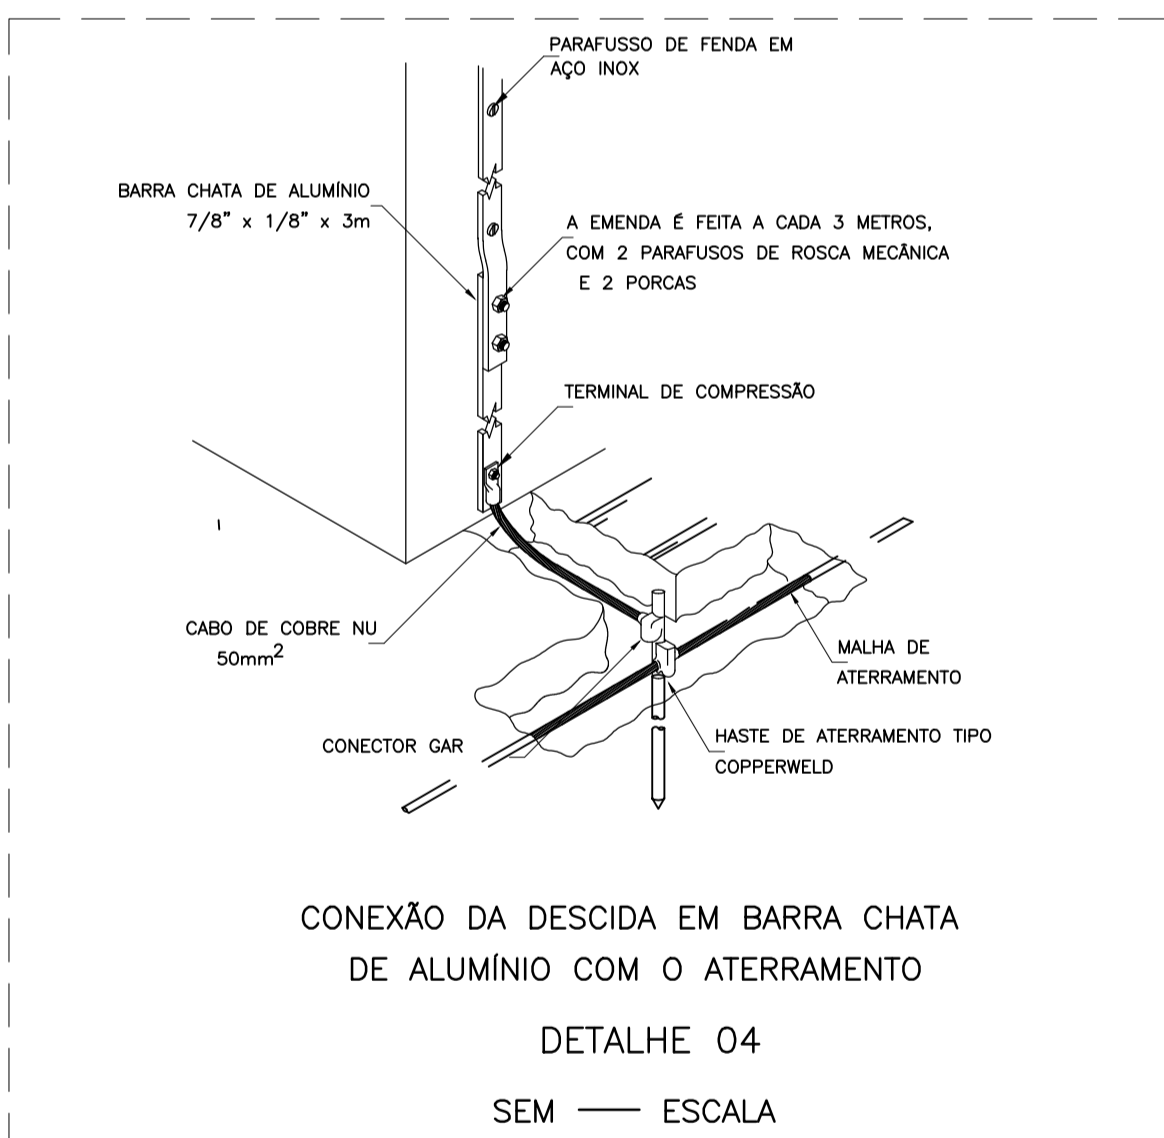 PARAFUSSO DE FENDA EM
AÇO INOX
BARRA CHATA DE ALUMÍNIO
7/8" x 1/8" x 3m
A EMENDA É FEITA A CADA 3 METROS,
COM 2 PARAFUSOS DE ROSCA MECÂNICA
E 2 PORCAS
TERMINAL DE COMPRESSÃO
CABO DE COBRE NU
50mm²
MALHA DE
ATERRAMENTO
CONECTOR GAR
HASTE DE ATERRAMENTO TIPO
COPPERWELD
CONEXÃO DA DESCIDA EM BARRA CHATA
DE ALUMÍNIO COM O ATERRAMENTO
DETALHE 04
SEM — ESCALA